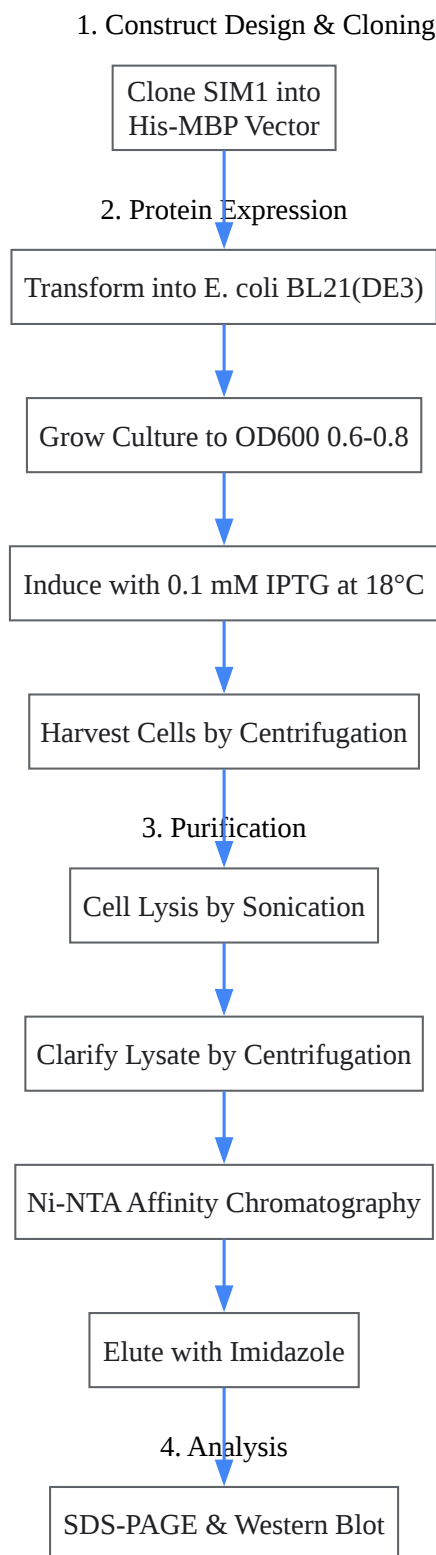 1. Construct Design & Cloning
Clone SIM1 into
His-MBP Vector
2. Protein Expression
Transform into E. coli BL21(DE3)
Grow Culture to OD600 0.6-0.8
Induce with 0.1 mM IPTG at 18°C
Harvest Cells by Centrifugation
3. Purification
Cell Lysis by Sonication
Clarify Lysate by Centrifugation
Ni-NTA Affinity Chromatography
Elute with Imidazole
4. Analysis
SDS-PAGE & Western Blot